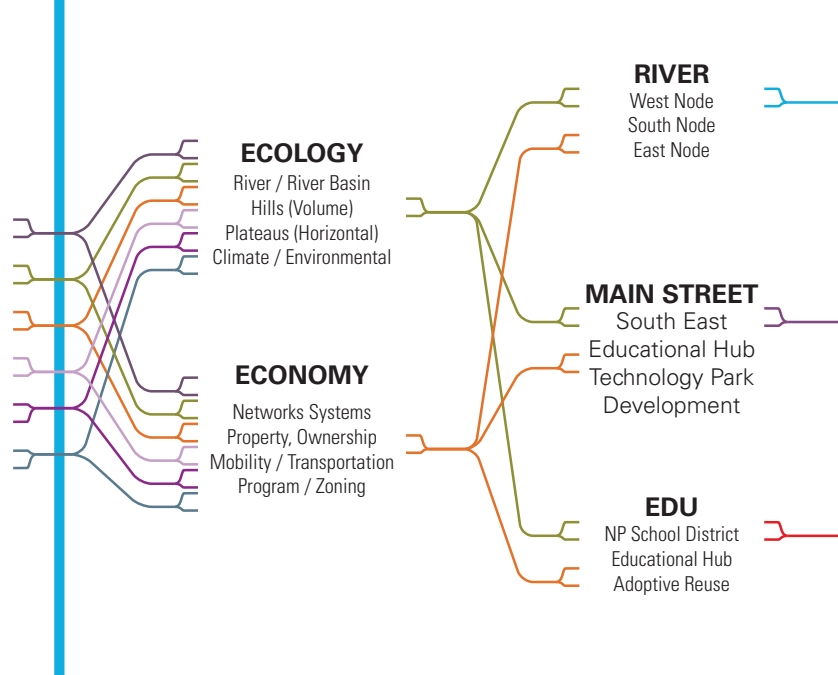 ECOLOGY
River / River Basin
Hills (Volume)
Plateaus (Horizontal)
Climate / Environmental
ECONOMY
Networks Systems
Property, Ownership
Mobility / Transportation
Program / Zoning
RIVER
West Node
South Node
East Node
MAIN STREET
South East
Educational Hub
Technology Park
Development
EDU
NP School District
Educational Hub
Adoptive Reuse